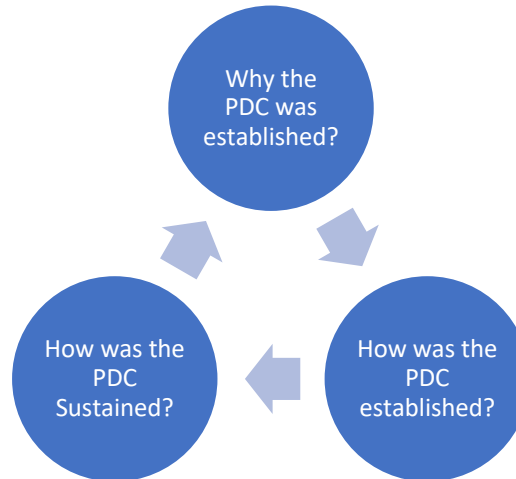 Why the
PDC was
established?
How was the
PDC
established?
How was the
PDC
Sustained?